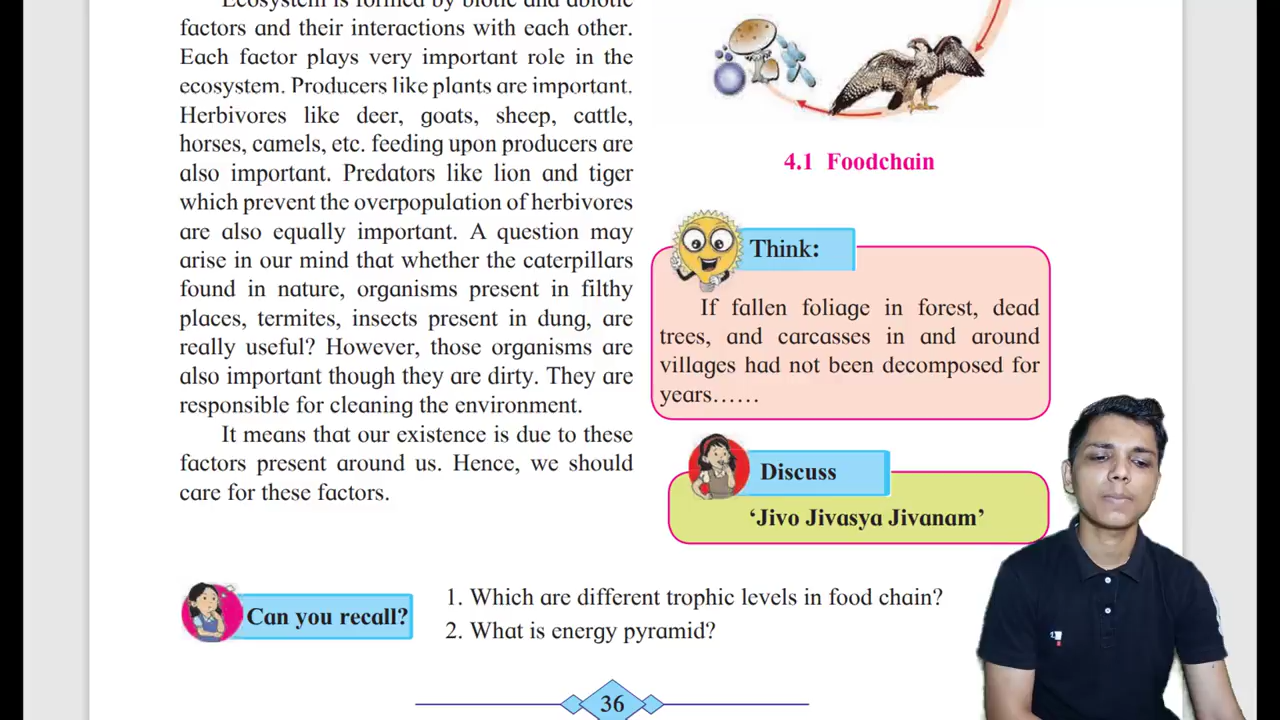 Ecosystem is formed by biotic and abiotic
factors and their interactions with each other.
Each factor plays very important role in the
ecosystem. Producers like plants are important.
Herbivores like deer, goats, sheep, cattle,
horses, camels, etc. feeding upon producers are
also important. Predators like lion and tiger
which prevent the overpopulation of herbivores
are also equally important. A question may
arise in our mind that whether the caterpillars
found in nature, organisms present in filthy
places, termites, insects present in dung, are
really useful? However, those organisms are
also important though they are dirty. They are
responsible for cleaning the environment.
It means that our existence is due to these
factors present around us. Hence, we should
care for these factors.
4.1 Foodchain
Think:
If fallen foliage in forest, dead
trees, and carcasses in and around
villages had not been decomposed for
years......
Discuss
‘Jivo Jivasya Jivanam’
Can you recall?
1. Which are different trophic levels in food chain?
2. What is energy pyramid?
36